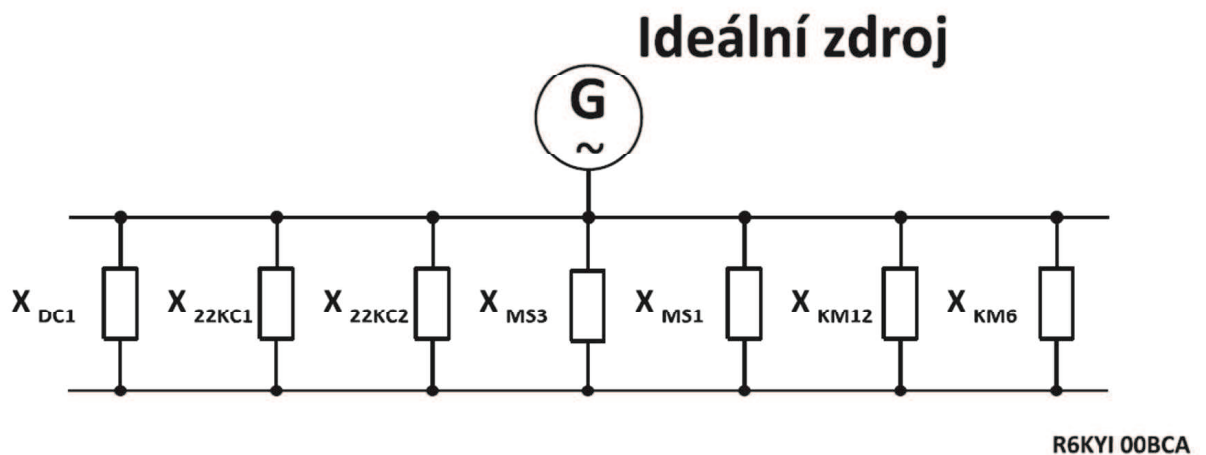 Ideální zdroj
G
~
X DC1 X 22KC1 X 22KC2 X MS3 X MS1 X KM12 X KM6
R6KYI 00BCA